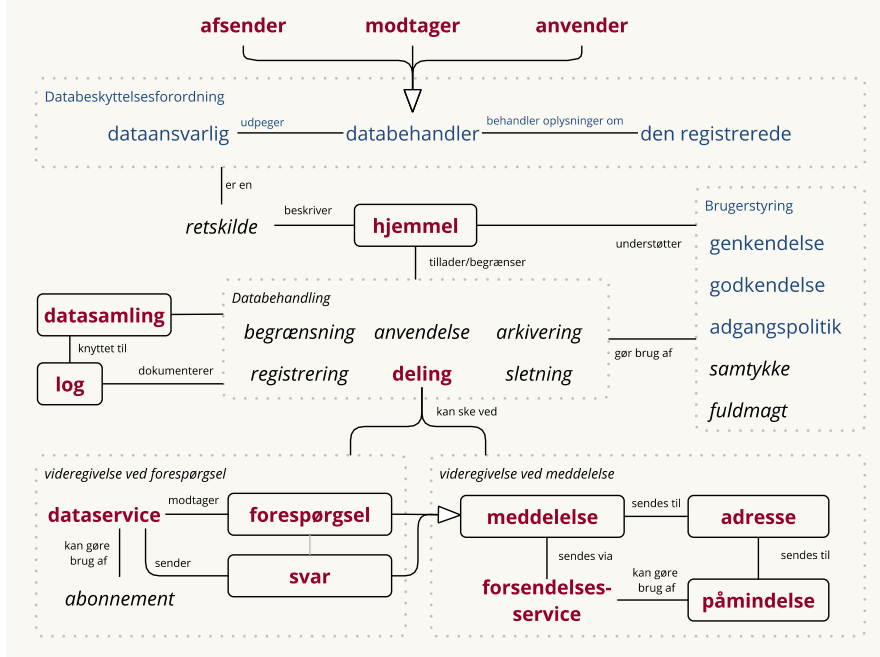 afsender
modtager
anvender
Databeskyttelsesforordning
dataansvarlig
udpeger
databehandler
behandler oplysninger om
den registrerede
er en
retskilde
beskriver
hjemmel
understøtter
tillader/begrænser
Brugerstyring
genkendelse
godkendelse
adgangspolitik
samtykke
fuldmagt
datasamling
knyttet til
log
dokumenterer
Databehandling
begrænsning
anvendelse
arkivering
registrering
deling
sletning
gør brug af
kan ske ved
videregivelse ved forespørgsel
dataservice
modtager
forespørgsel
kan gøre
brug af
sender
svar
abonnement
videregivelse ved meddelelse
meddelelse
sendes til
adresse
sendes via
sendes til
forsendelses-
service
kan gøre
brug af
påmindelse